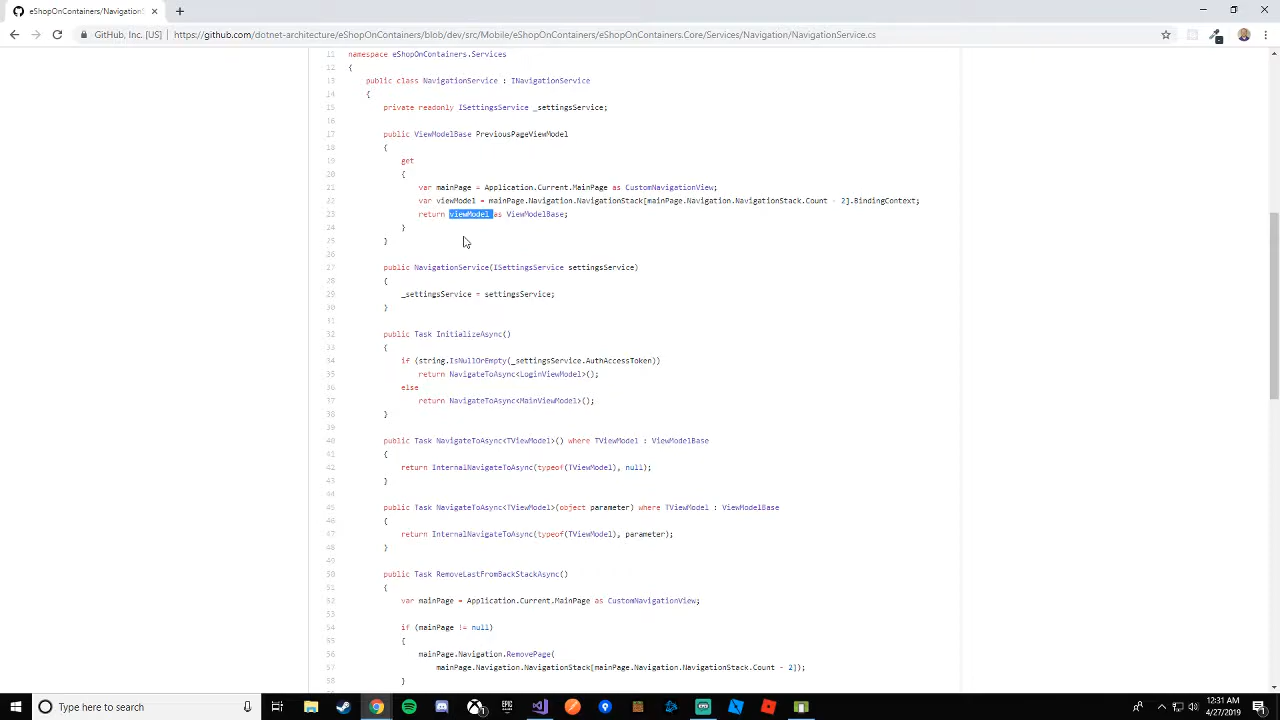 eShopOnContainers/NavigationS
GitHub, Inc. [US] https://github.com/dotnet-architecture/eShopOnContainers/blob/dev/src/Mobile/eShopOnContainers/eShopOnContainers.Core/Services/Navigation/NavigationService.cs
11 namespace eShopOnContainers.Services
12 {
13 public class NavigationService : INavigationService
14 {
15 private readonly ISettingsService _settingsService;
16
17 public ViewModelBase PreviousPageViewModel
18 {
19 get
20 {
21 var mainPage = Application.Current.MainPage as CustomNavigationView;
22 var viewModel = mainPage.Navigation.NavigationStack[mainPage.Navigation.NavigationStack.Count - 2].BindingContext;
23 return viewModel as ViewModelBase;
24 }
25 }
26
27 public NavigationService(ISettingsService settingsService)
28 {
29 _settingsService = settingsService;
30 }
31
32 public Task InitializeAsync()
33 {
34 if (string.IsNullOrEmpty(_settingsService.AuthAccessToken))
35 return NavigateToAsync<LoginViewModel>();
36 else
37 return NavigateToAsync<MainViewModel>();
38 }
39
40 public Task NavigateToAsync<TViewModel>() where TViewModel : ViewModelBase
41 {
42 return InternalNavigateToAsync(typeof(TViewModel), null);
43 }
44
45 public Task NavigateToAsync<TViewModel>(object parameter) where TViewModel : ViewModelBase
46 {
47 return InternalNavigateToAsync(typeof(TViewModel), parameter);
48 }
49
50 public Task RemoveLastFromBackStackAsync()
51 {
52 var mainPage = Application.Current.MainPage as CustomNavigationView;
53
54 if (mainPage != null)
55 {
56 mainPage.Navigation.RemovePage(
57 mainPage.Navigation.NavigationStack[mainPage.Navigation.NavigationStack.Count - 2]);
58 }
Type here to search
EPIC
12:31 AM
4/27/2019